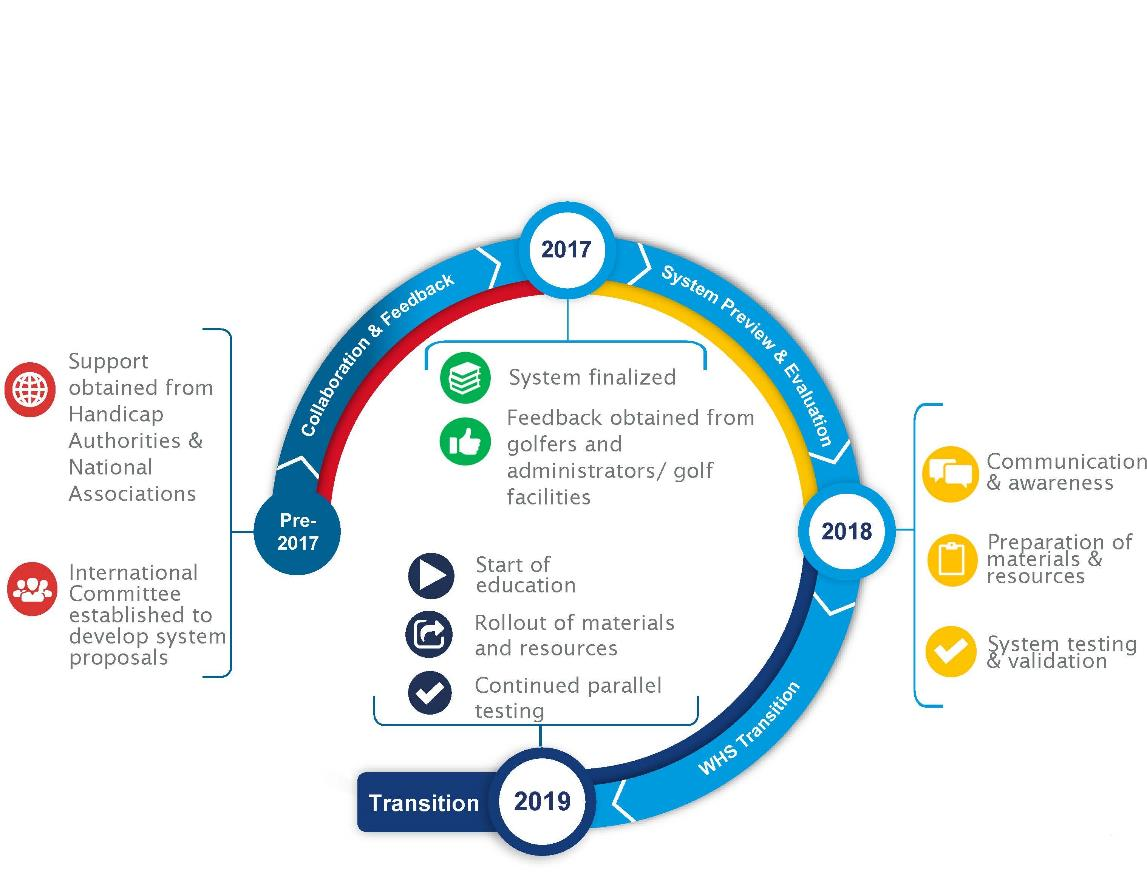 2017
Collaboration & Feedback
System Preview & Evaluation
Support
obtained from
Handicap
Authorities &
National
Associations
International
Committee
established to
develop system
proposals
Pre-
2017
System finalized
Feedback obtained from
golfers and
administrators/ golf
facilities
2018
Communication
& awareness
Preparation of
materials &
resources
System testing
& validation
Start of
education
Rollout of materials
and resources
Continued parallel
testing
WHS Transition
Transition
2019